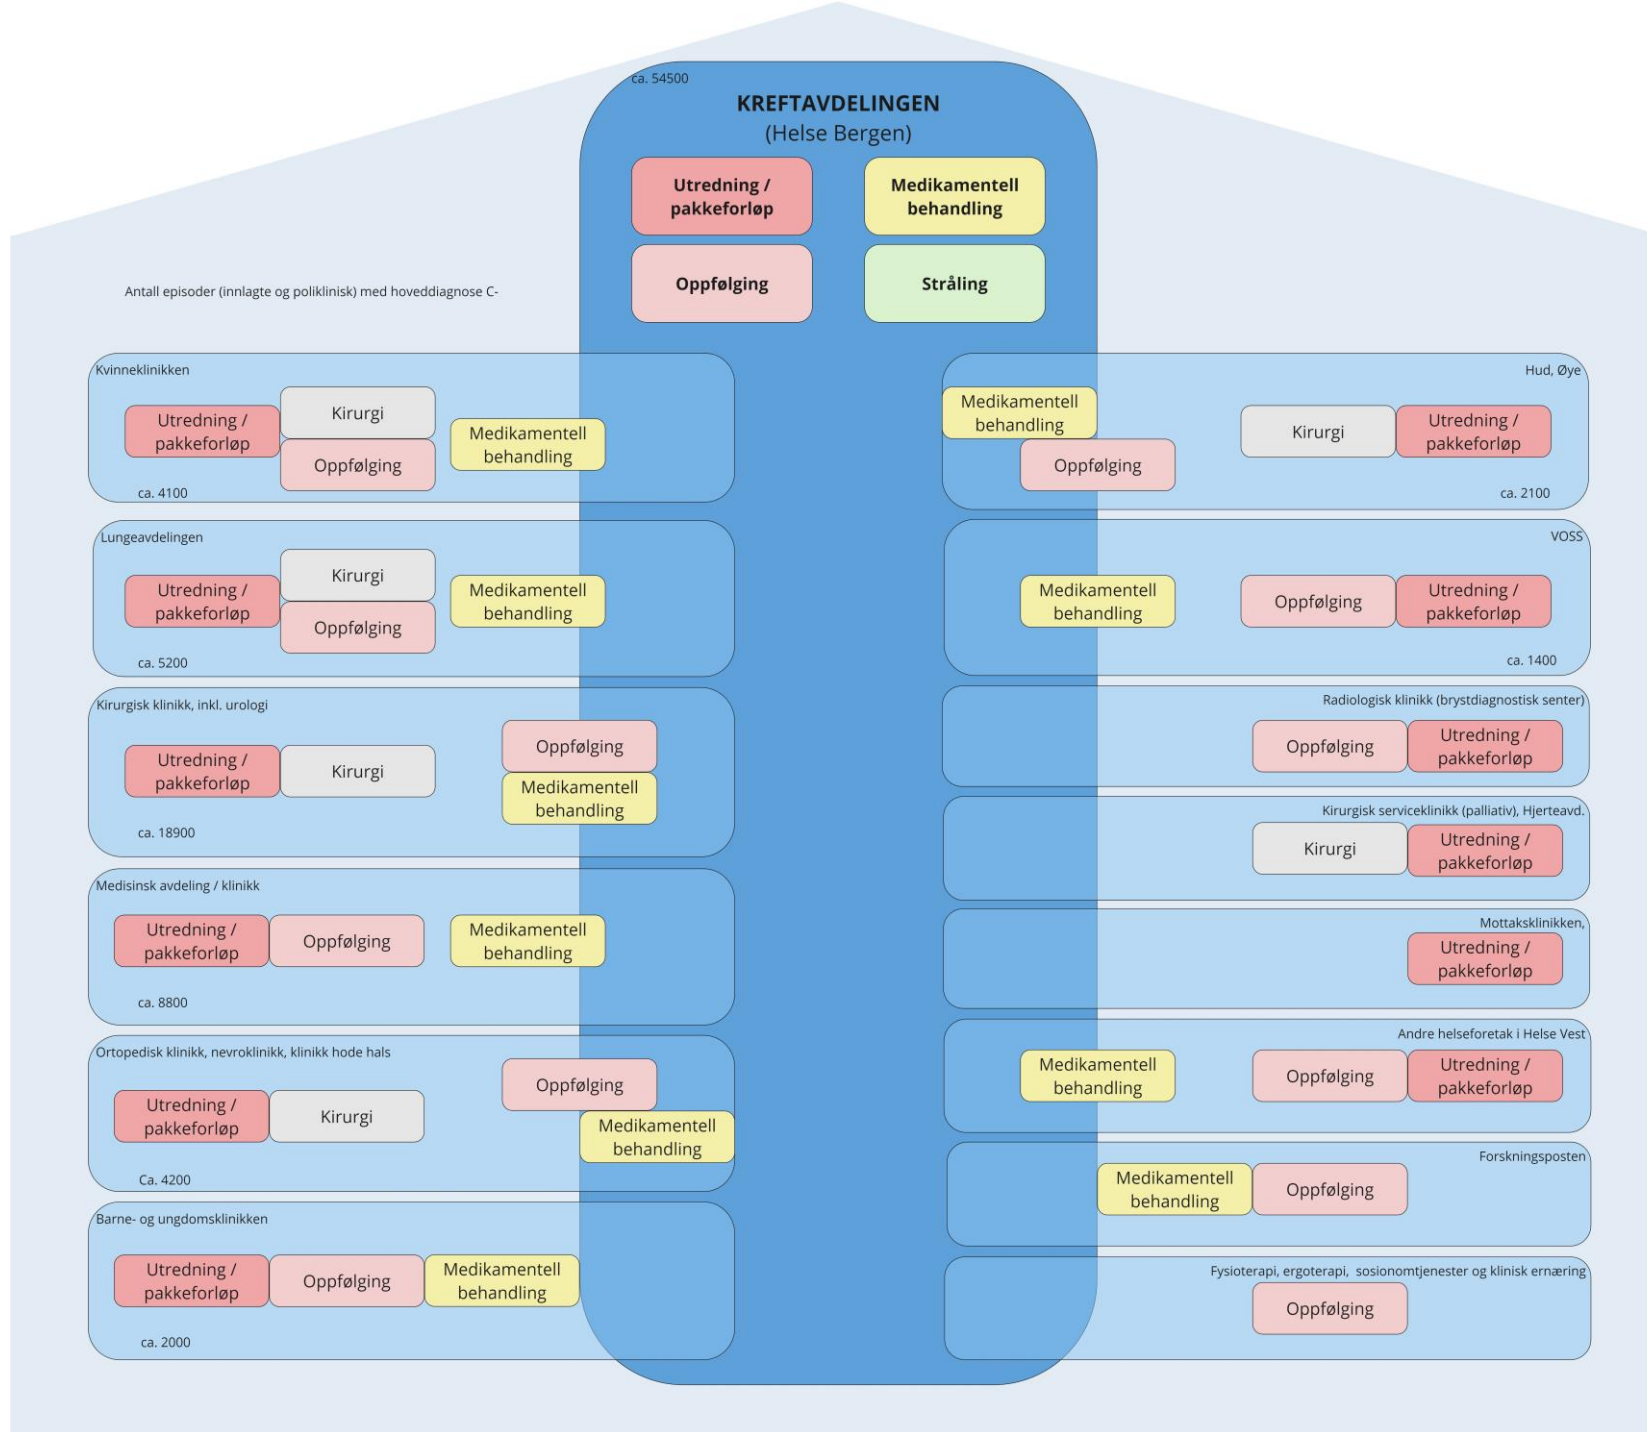 ca. 54500
KREFTAVDELINGEN
(Helse Bergen)
Utredning /
pakkeforløp
Medikamentell
behandling
Oppfølging
Stråling
Antall episoder (innlagte og poliklinisk) med hoveddiagnose C-
Kvinneklinikken
Utredning /
pakkeforløp
Kirurgi
Oppfølging
Medikamentell
behandling
ca. 4100
Lungeavdelingen
Utredning /
pakkeforløp
Kirurgi
Oppfølging
Medikamentell
behandling
ca. 5200
Kirurgisk klinikk, inkl. urologi
Utredning /
pakkeforløp
Kirurgi
Oppfølging
Medikamentell
behandling
ca. 18900
Medisinsk avdeling / klinikk
Utredning /
pakkeforløp
Oppfølging
Medikamentell
behandling
ca. 8800
Ortopedisk klinikk, nevroklinikk, klinikk hode hals
Utredning /
pakkeforløp
Kirurgi
Oppfølging
Medikamentell
behandling
Ca. 4200
Barne- og ungdomsklinikken
Utredning /
pakkeforløp
Oppfølging
Medikamentell
behandling
ca. 2000
Hud, Øye
Medikamentell
behandling
Oppfølging
Kirurgi
Utredning /
pakkeforløp
ca. 2100
VOSS
Medikamentell
behandling
Oppfølging
Utredning /
pakkeforløp
ca. 1400
Radiologisk klinikk (brystdiagnostisk senter)
Oppfølging
Utredning /
pakkeforløp
Kirurgisk serviceklinikk (palliativ), Hjerteavd.
Kirurgi
Utredning /
pakkeforløp
Mottaksklinikken,
Utredning /
pakkeforløp
Andre helseforetak i Helse Vest
Medikamentell
behandling
Oppfølging
Utredning /
pakkeforløp
Forskningsposten
Medikamentell
behandling
Oppfølging
Fysioterapi, ergoterapi, sosionomtjenester og klinisk ernæring
Oppfølging